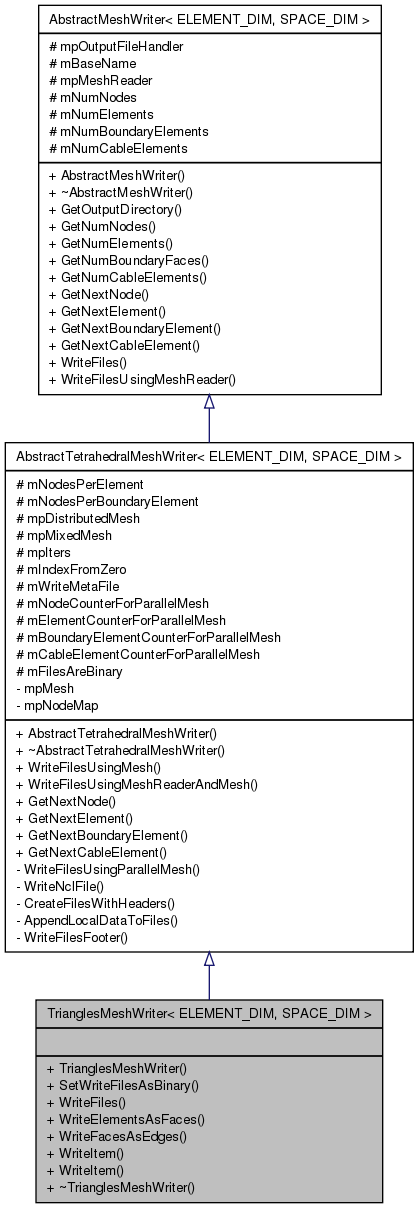 AbstractMeshWriter< ELEMENT_DIM, SPACE_DIM >
# mpOutputFileHandler
# mBaseName
# mpMeshReader
# mNumNodes
# mNumElements
# mNumBoundaryElements
# mNumCableElements
+ AbstractMeshWriter()
+ ~AbstractMeshWriter()
+ GetOutputDirectory()
+ GetNumNodes()
+ GetNumElements()
+ GetNumBoundaryFaces()
+ GetNumCableElements()
+ GetNextNode()
+ GetNextElement()
+ GetNextBoundaryElement()
+ GetNextCableElement()
+ WriteFiles()
+ WriteFilesUsingMeshReader()
AbstractTetrahedralMeshWriter< ELEMENT_DIM, SPACE_DIM >
# mNodesPerElement
# mNodesPerBoundaryElement
# mpDistributedMesh
# mpMixedMesh
# mpIters
# mIndexFromZero
# mWriteMetaFile
# mNodeCounterForParallelMesh
# mElementCounterForParallelMesh
# mBoundaryElementCounterForParallelMesh
# mCableElementCounterForParallelMesh
# mFilesAreBinary
- mpMesh
- mpNodeMap
+ AbstractTetrahedralMeshWriter()
+ ~AbstractTetrahedralMeshWriter()
+ WriteFilesUsingMesh()
+ WriteFilesUsingMeshReaderAndMesh()
+ GetNextNode()
+ GetNextElement()
+ GetNextBoundaryElement()
+ GetNextCableElement()
- WriteFilesUsingParallelMesh()
- WriteNclFile()
- CreateFilesWithHeaders()
- AppendLocalDataToFiles()
- WriteFilesFooter()
TrianglesMeshWriter< ELEMENT_DIM, SPACE_DIM >
+ TrianglesMeshWriter()
+ SetWriteFilesAsBinary()
+ WriteFiles()
+ WriteElementsAsFaces()
+ WriteFacesAsEdges()
+ WriteItem()
+ WriteItem()
+ ~TrianglesMeshWriter()